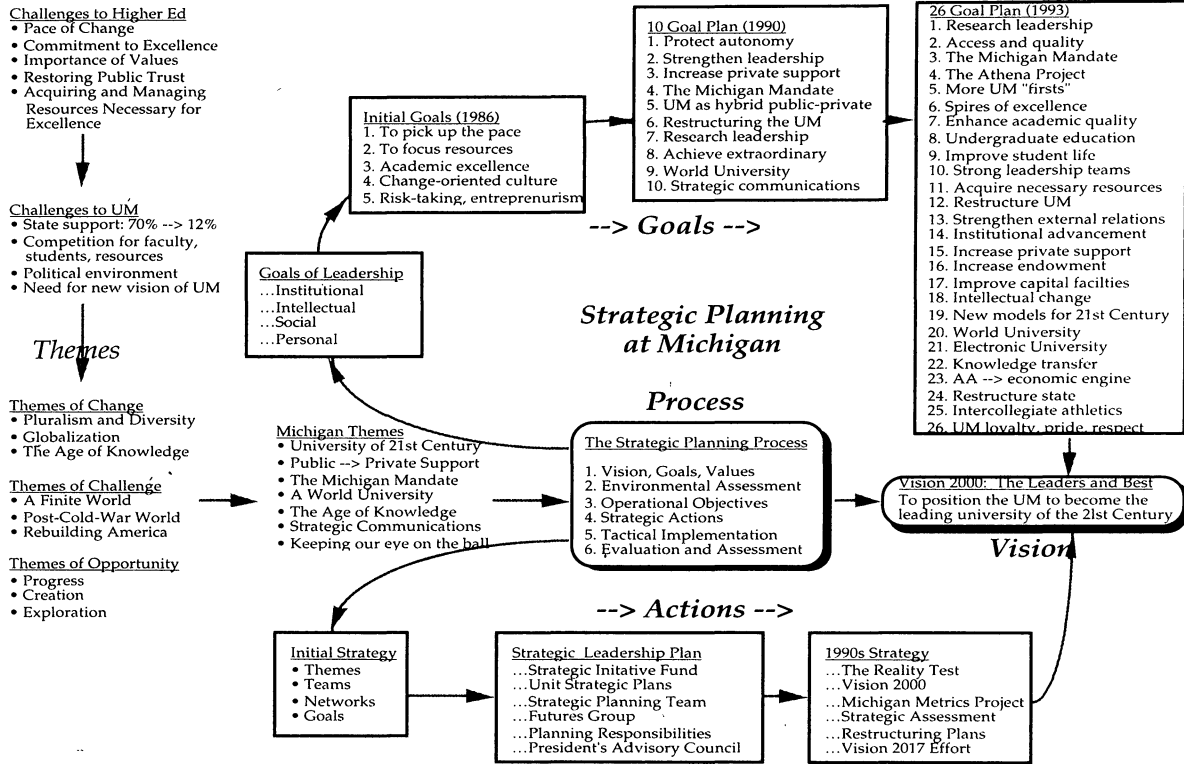 Challenges to Higher Ed
• Pace of Change
• Commitment to Excellence
• Importance of Values
• Restoring Public Trust
• Acquiring and Managing
Resources Necessary for
Excellence
Challenges to UM
• State support: 70% --> 12%
• Competition for faculty,
students, resources
• Political environment
• Need for new vision of UM
Themes
Themes of Change
• Pluralism and Diversity
• Globalization
• The Age of Knowledge
Themes of Challenge
• A Finite World
• Post-Cold-War World
• Rebuilding America
Themes of Opportunity
• Progress
• Creation
• Exploration
Goals of Leadership
...Institutional
...Intellectual
...Social
...Personal
Initial Goals (1986)
1. To pick up the pace
2. To focus resources
3. Academic excellence
4. Change-oriented culture
5. Risk-taking, entreprenurism
10 Goal Plan (1990)
1. Protect autonomy
2. Strengthen leadership
3. Increase private support
4. The Michigan Mandate
5. UM as hybrid public-private
6. Restructuring the UM
7. Research leadership
8. Achieve extraordinary
9. World University
10. Strategic communications
26 Goal Plan (1993)
1. Research leadership
2. Access and quality
3. The Michigan Mandate
4. The Athena Project
5. More UM "firsts"
6. Spires of excellence
7. Enhance academic quality
8. Undergraduate education
9. Improve student life
10. Strong leadership teams
11. Acquire necessary resources
12. Restructure UM
13. Strengthen external relations
14. Institutional advancement
15. Increase private support
16. Increase endowment
17. Improve capital facilties
18. Intellectual change
19. New models for 21st Century
20. World University
21. Electronic University
22. Knowledge transfer
23. AA --> economic engine
24. Restructure state
25. Intercollegiate athletics
26. UM loyalty, pride, respect
--> Goals -->
Strategic Planning
at Michigan
Process
Michigan Themes
• University of 21st Century
• Public --> Private Support
• The Michigan Mandate
• A World University
• The Age of Knowledge
• Strategic Communications
• Keeping our eye on the ball
The Strategic Planning Process
1. Vision, Goals, Values
2. Environmental Assessment
3. Operational Objectives
4. Strategic Actions
5. Tactical Implementation
6. Evaluation and Assessment
Vision 2000: The Leaders and Best
To position the UM to become the
leading university of the 21st Century
Vision
--> Actions -->
Initial Strategy
• Themes
• Teams
• Networks
• Goals
Strategic Leadership Plan
...Strategic Initative Fund
...Unit Strategic Plans
...Strategic Planning Team
...Futures Group
...Planning Responsibilities
...President's Advisory Council
1990s Strategy
...The Reality Test
...Vision 2000
...Michigan Metrics Project
...Strategic Assessment
...Restructuring Plans
...Vision 2017 Effort